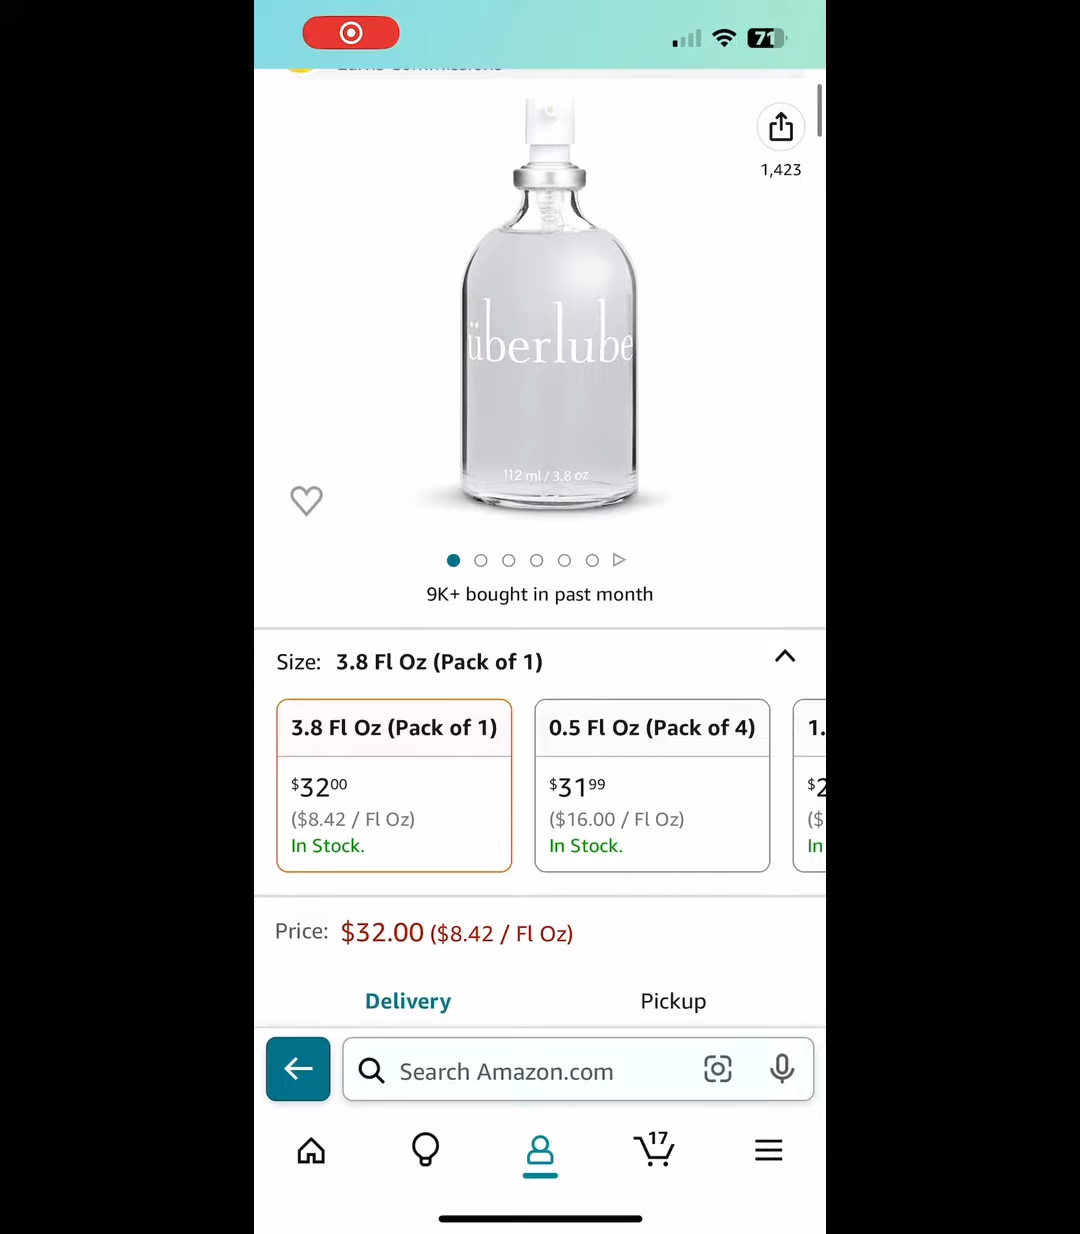 71
1,423
überlube
112 ml / 3.8 oz
9K+ bought in past month
Size: 3.8 Fl Oz (Pack of 1)
3.8 Fl Oz (Pack of 1)
0.5 Fl Oz (Pack of 4)
1.
$32 00
$31 99
$2
($8.42 / Fl Oz)
($16.00 / Fl Oz)
($
In Stock.
In Stock.
In
Price: $32.00 ($8.42 / Fl Oz)
Delivery
Pickup
Search Amazon.com
17